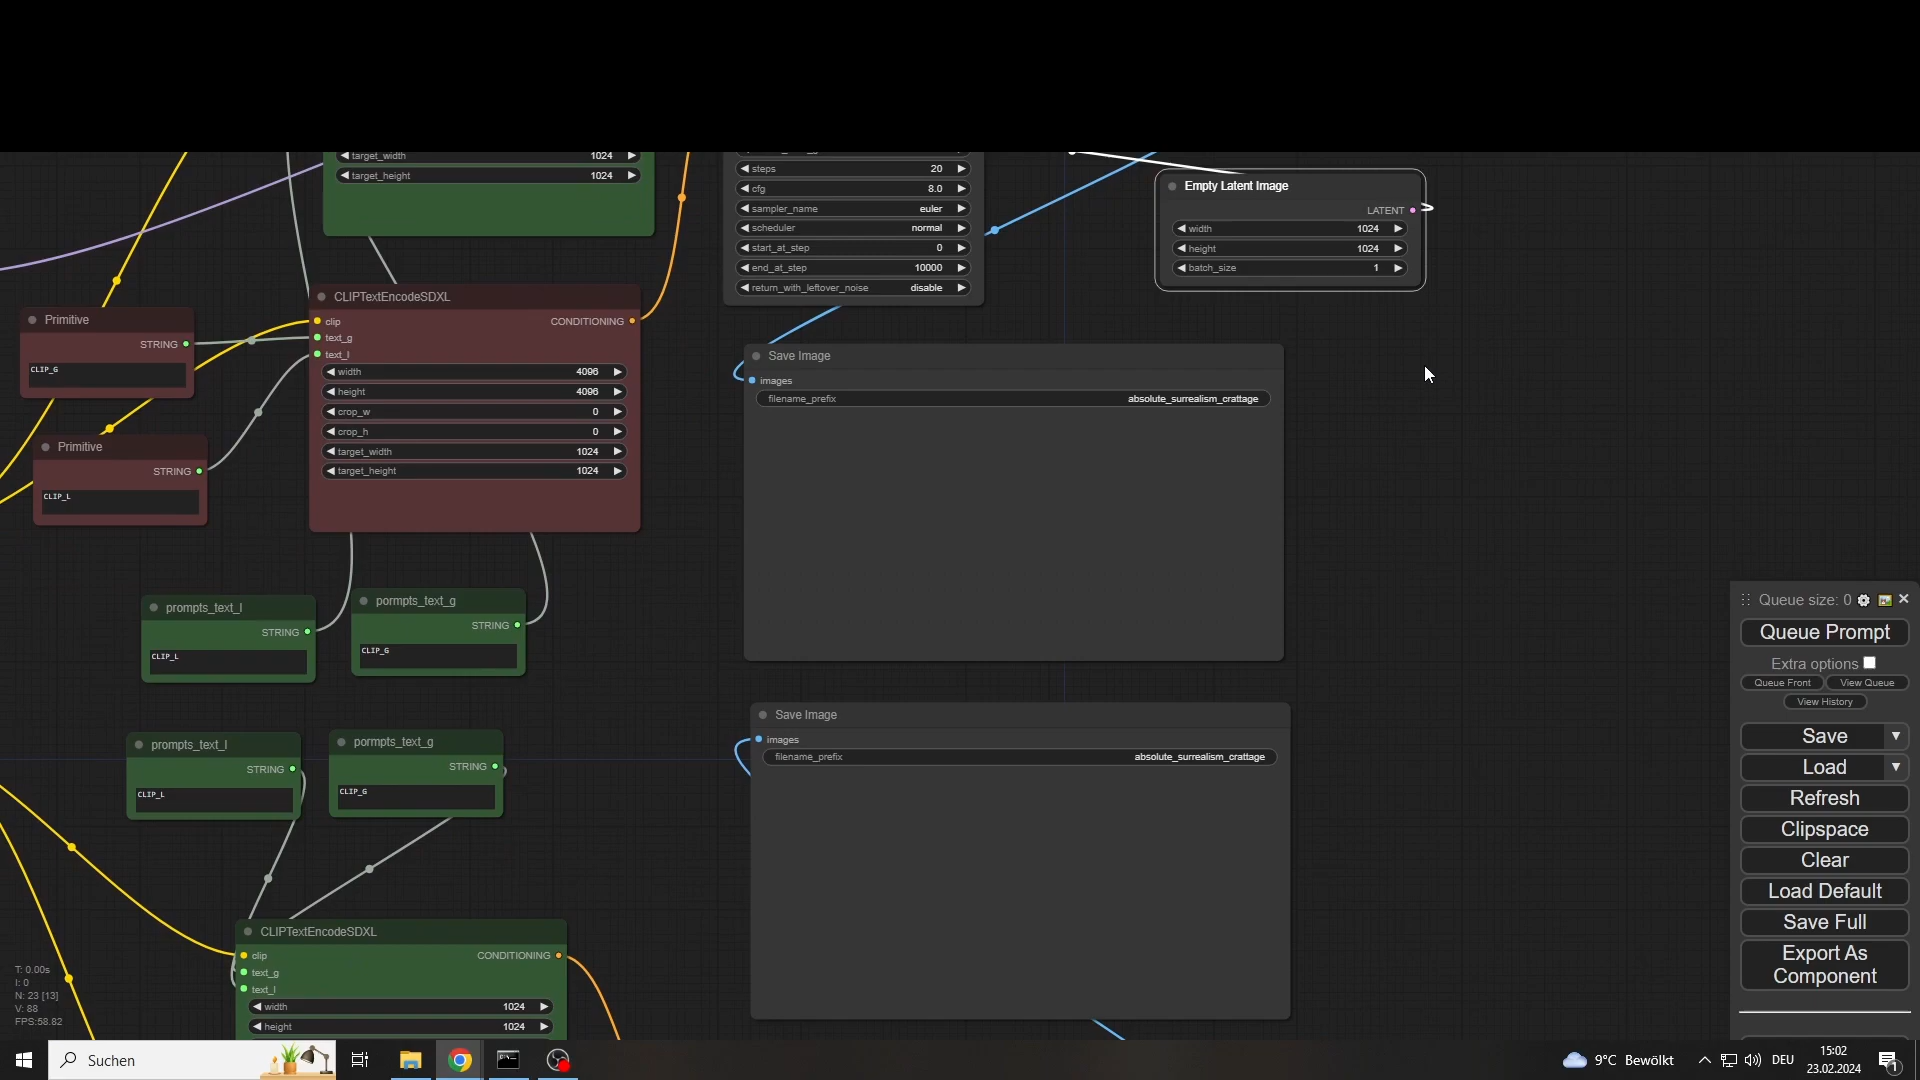 target_width 1024
target_height 1024
steps 20
cfg 8.0
sampler_name euler
scheduler normal
start_at_step 0
end_at_step 10000
return_with_leftover_noise disable
Empty Latent Image
LATENT
width 1024
height 1024
batch_size 1
Primitive
STRING
CLIP_G
Primitive
STRING
CLIP_L
CLIPTextEncodeSDXL
clip CONDITIONING
text_g
text_l
width 4096
height 4096
crop_w 0
crop_h 0
target_width 1024
target_height 1024
Save Image
images
filename_prefix absolute_surrealism_crattage
prompts_text_l
STRING
CLIP_L
pormpts_text_g
STRING
CLIP_G
prompts_text_l
STRING
CLIP_L
pormpts_text_g
STRING
CLIP_G
Save Image
images
filename_prefix absolute_surrealism_crattage
CLIPTextEncodeSDXL
clip CONDITIONING
text_g
text_l
width 1024
height 1024
T: 0.00s
I: 0
N: 23 [13]
V: 88
FPS:58.82
Queue size: 0
Queue Prompt
Extra options
Queue Front View Queue
View History
Save
Load
Refresh
Clipspace
Clear
Load Default
Save Full
Export As
Component
Suchen
9°C Bewölkt
DEU
15:02
23.02.2024
1